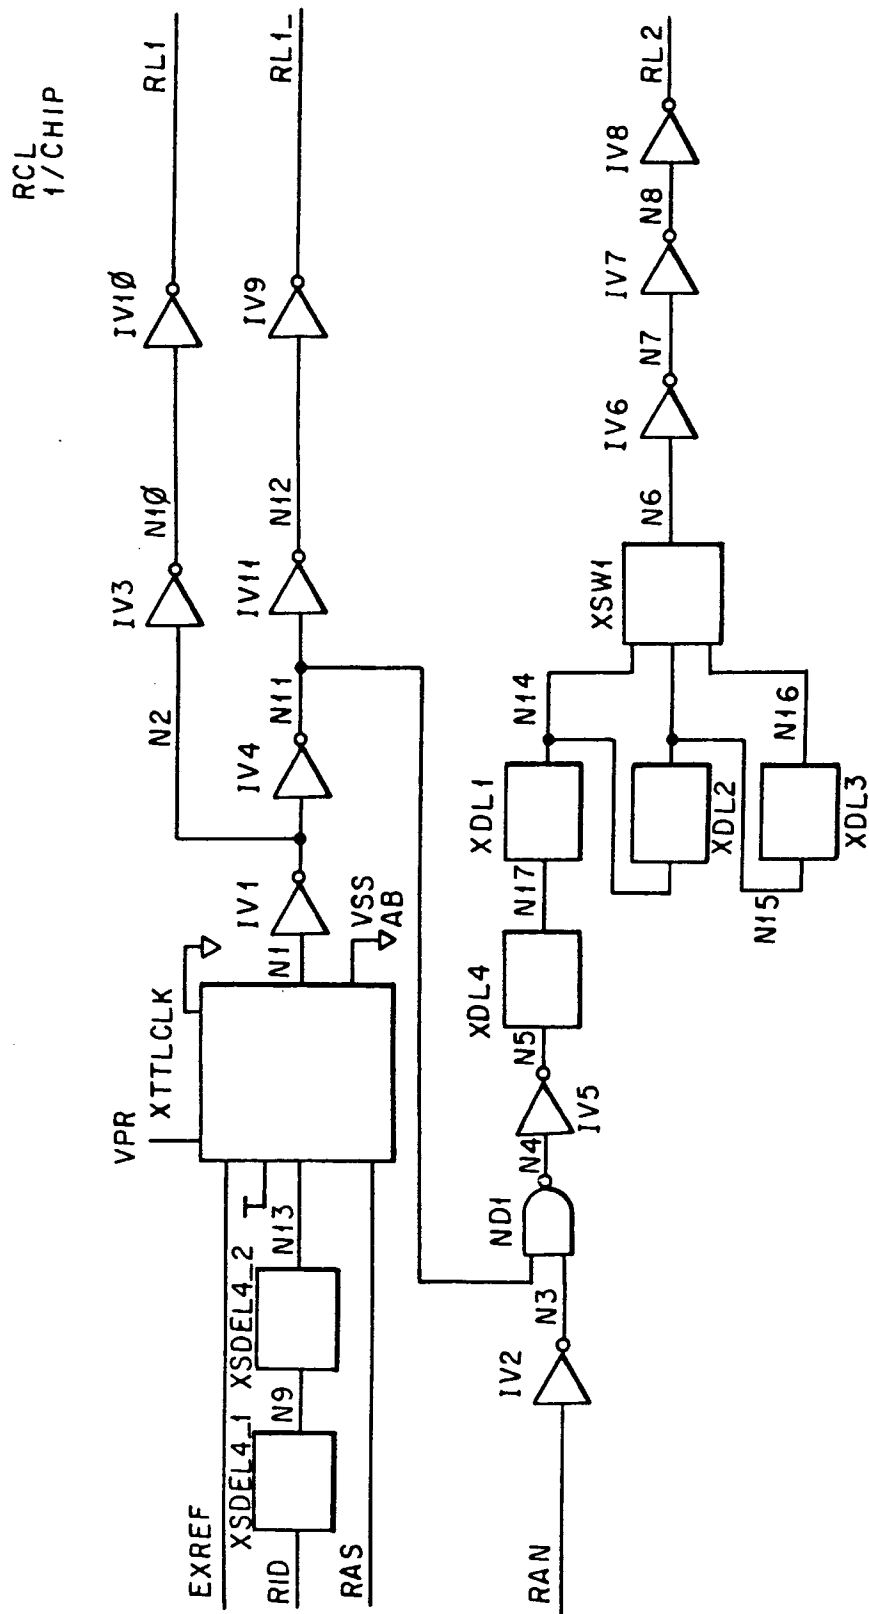 RCL
1/CHIP
EXREF
RID
RAS
XSDEL4_1
N9
XSDEL4_2
N13
VPR
XTTLCLK
VSS
AB
N1
IV1
N2
IV4
N11
IV3
N1Ø
IV1Ø
RL1
IV11
N12
IV9
RL1_
RAN
IV2
N3
ND1
N4
IV5
N5
XDL4
N17
XDL1
N14
XDL2
N15
XDL3
N16
XSW1
N6
IV6
N7
IV7
N8
IV8
RL2